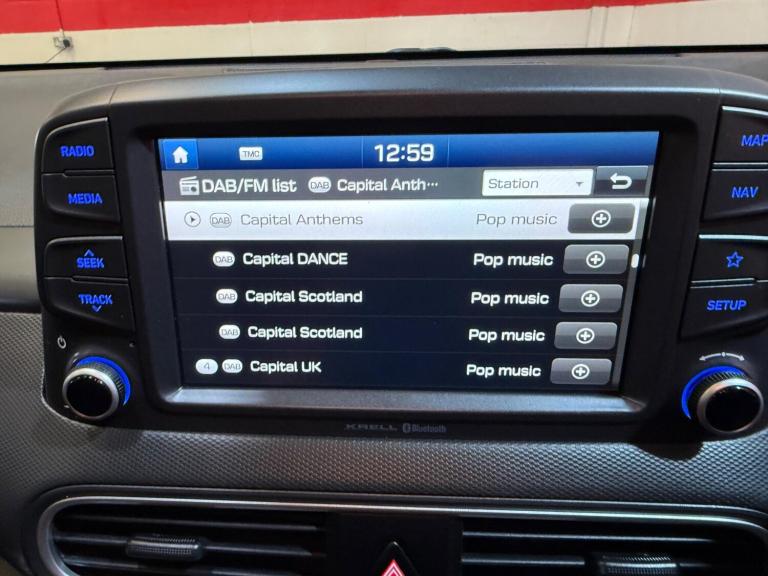 RADIO
MEDIA
SEEK
TRACK
TMC 12:59
DAB/FM list DAB Capital Anth··· Station
DAB Capital Anthems Pop music
DAB Capital DANCE Pop music
DAB Capital Scotland Pop music
DAB Capital Scotland Pop music
4 DAB Capital UK Pop music
MAP
NAV
SETUP
KRELL Bluetooth